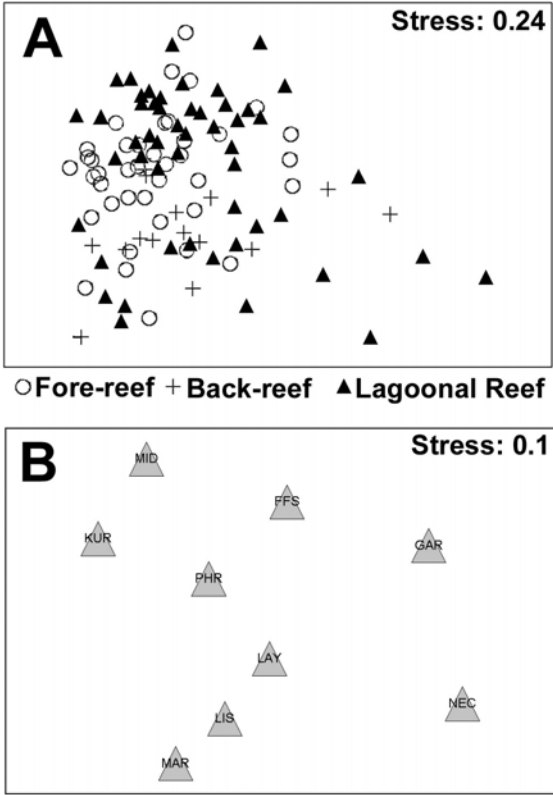 A Stress: 0.24
Fore-reef Back-reef Lagoonal Reef
B Stress: 0.1
MID
FFS
KUR
GAR
PHR
LAY
NEC
LIS
MAR